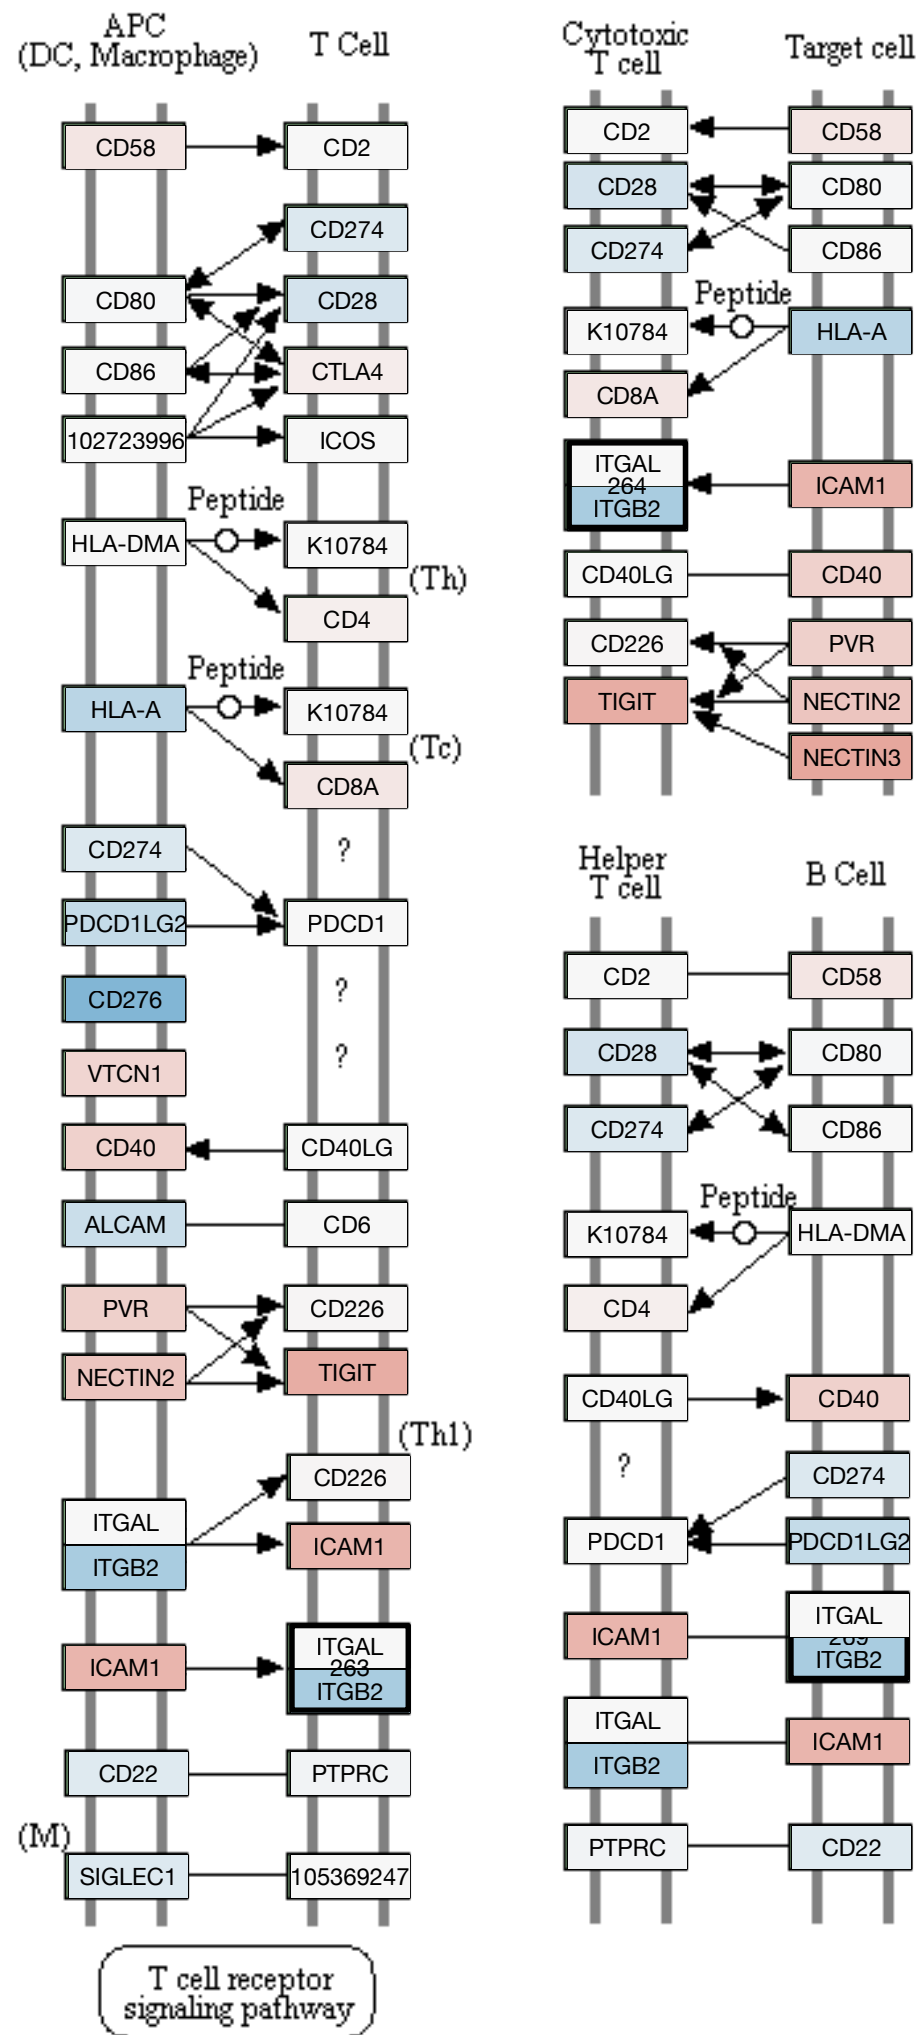 APC
(DC, Macrophage)
T Cell
CD58
CD2
CD274
CD80
CD28
CD86
CTLA4
102723996
ICOS
Peptide
HLA-DMA
K10784
(Th)
CD4
Peptide
HLA-A
K10784
(Tc)
CD8A
CD274
?
PDCD1LG2
PDCD1
CD276
?
VTCN1
?
CD40
CD40LG
ALCAM
CD6
PVR
CD226
NECTIN2
TIGIT
(Th1)
CD226
ITGAL
ITGB2
ICAM1
ICAM1
ITGAL
263
ITGB2
CD22
PTPRC
(M)
SIGLEC1
105369247
T cell receptor
signaling pathway
Cytotoxic
T cell
Target cell
CD2
CD58
CD28
CD80
CD274
CD86
Peptide
K10784
HLA-A
CD8A
ITGAL
264
ITGB2
ICAM1
CD40LG
CD40
CD226
PVR
TIGIT
NECTIN2
NECTIN3
Helper
T cell
B Cell
CD2
CD58
CD28
CD80
CD274
CD86
Peptide
K10784
HLA-DMA
CD4
CD40LG
CD40
?
CD274
PDCD1
PDCD1LG2
ICAM1
ITGAL
ITGB2
ITGAL
ITGB2
ICAM1
PTPRC
CD22